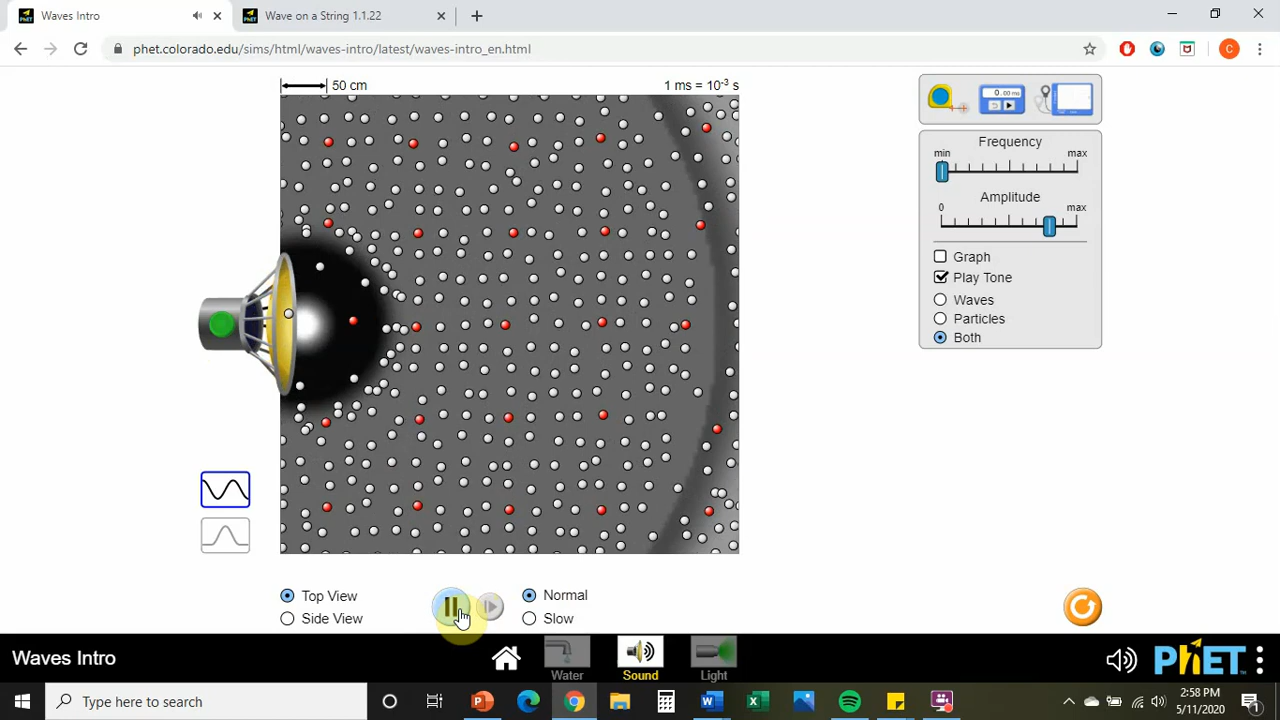 Waves Intro
Wave on a String 1.1.22
phet.colorado.edu/sims/html/waves-intro/latest/waves-intro_en.html
C
50 cm
1 ms = 10⁻³ s
0.00 ms
Frequency
min
max
Amplitude
0
max
Graph
Play Tone
Waves
Particles
Both
Top View
Side View
Normal
Slow
Waves Intro
Water
Sound
Light
PhET
Type here to search
2:58 PM
5/11/2020
1